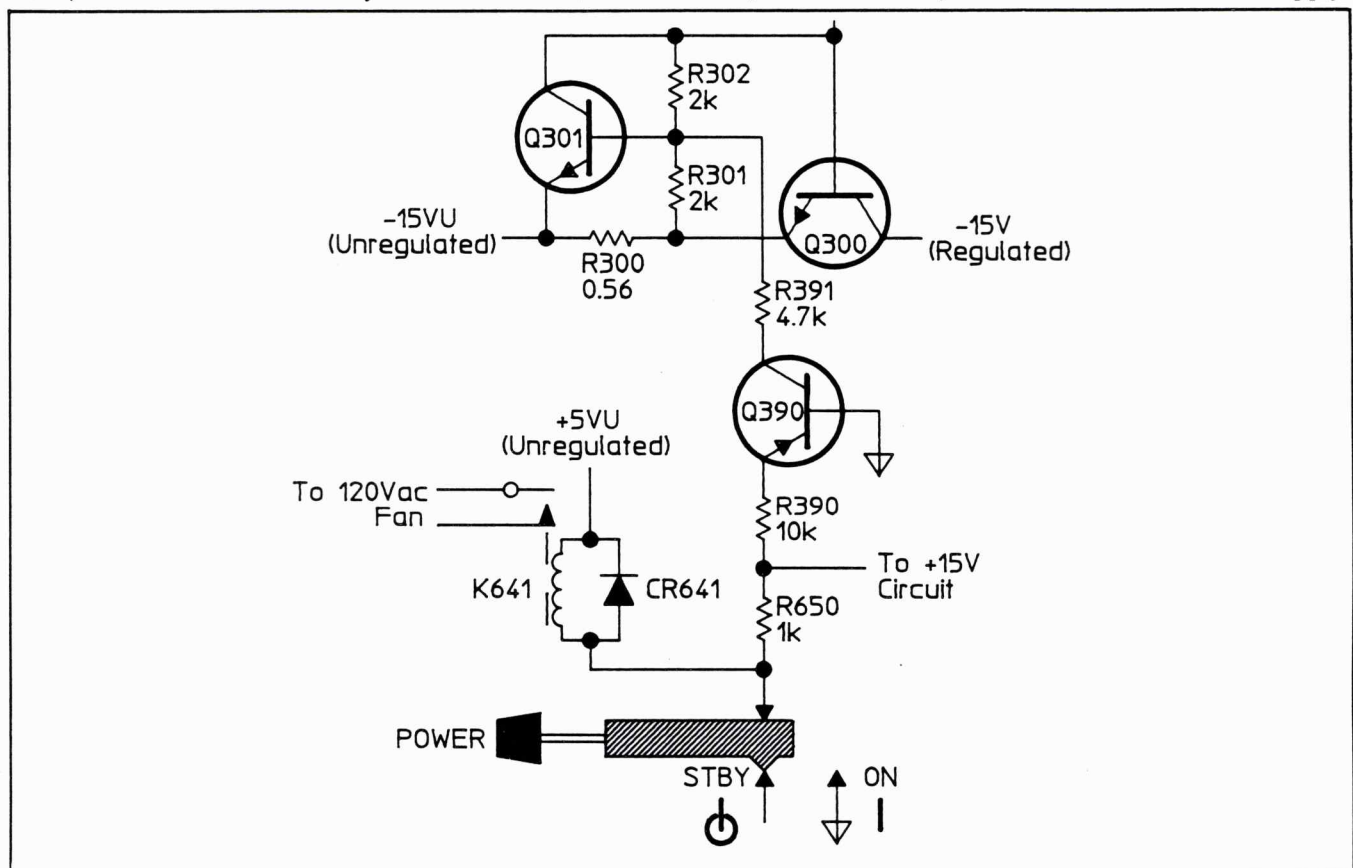 R302
2k
Q301
R301
2k
-15VU
(Unregulated)
R300
0.56
Q300
-15V
(Regulated)
R391
4.7k
Q390
+5VU
(Unregulated)
To 120Vac
Fan
K641
CR641
R390
10k
To +15V
Circuit
R650
1k
POWER
STBY
ON